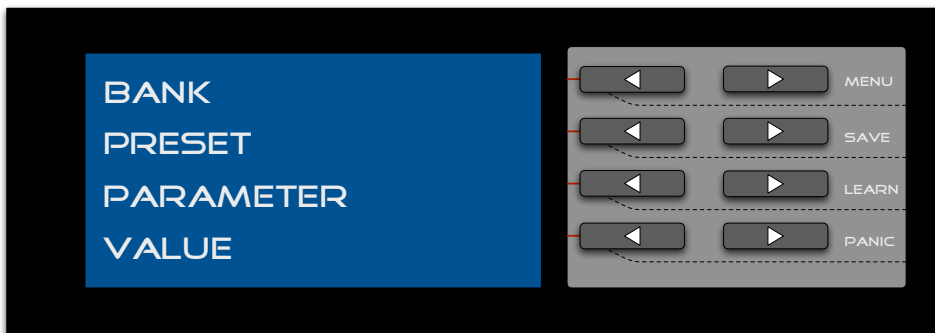 BANK
PRESET
PARAMETER
VALUE
MENU
SAVE
LEARN
PANIC